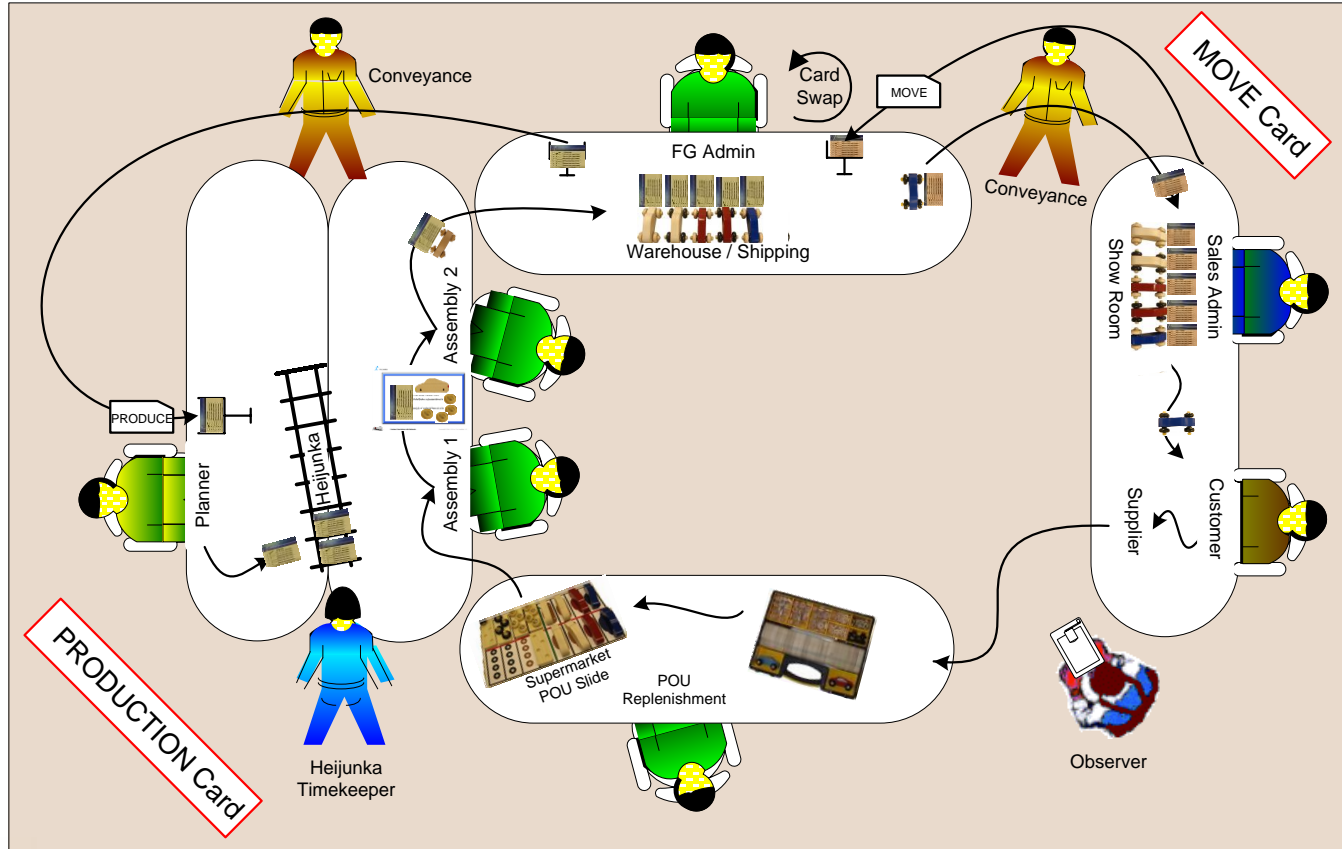 Conveyance
Card
Swap
MOVE
MOVE Card
FG Admin
Conveyance
Warehouse / Shipping
Assembly 2
Show Room
Sales Admin
PRODUCE
Planner
Heijunka
Assembly 1
Supplier
Customer
Supermarket
POU Slide
POU
Replenishment
PRODUCTION Card
Heijunka
Timekeeper
Observer